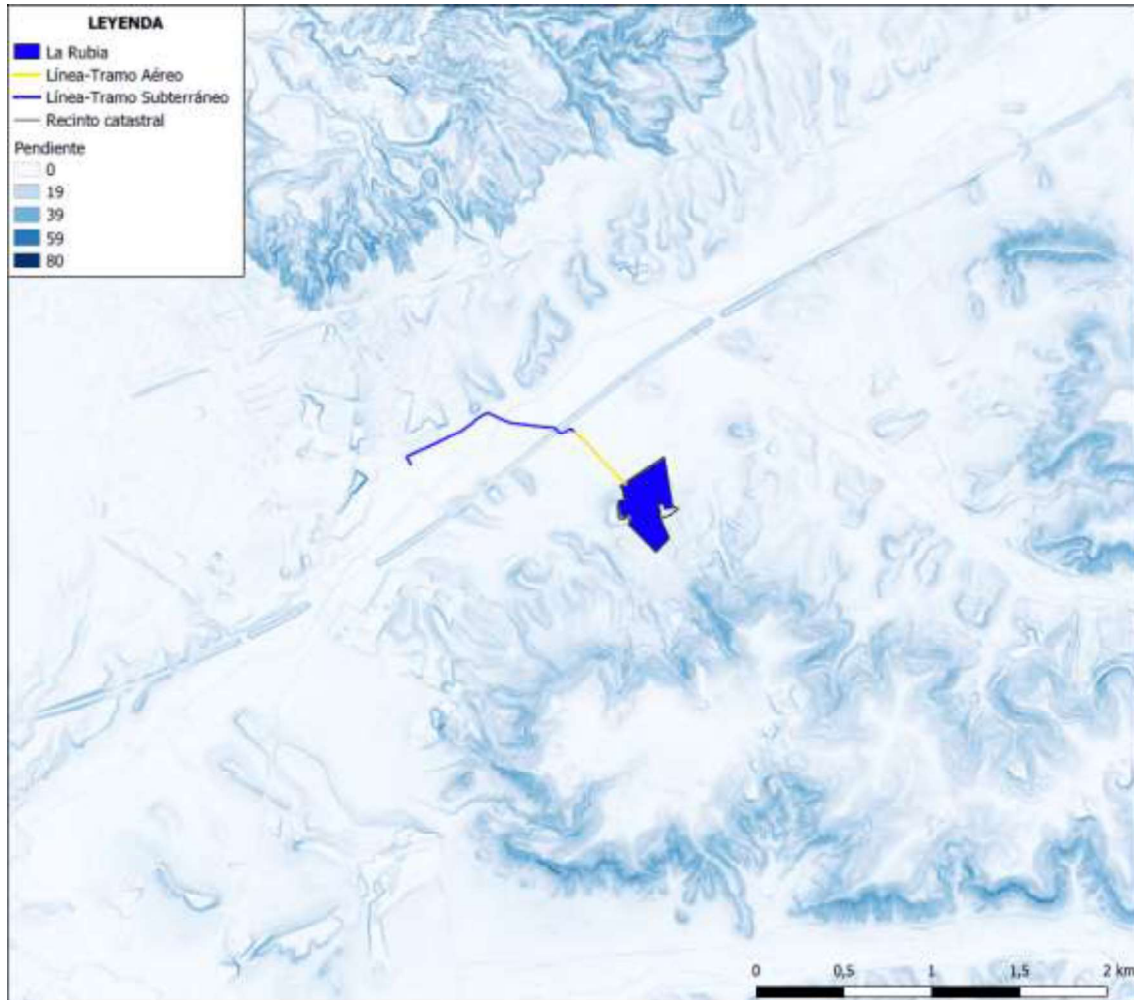 LEYENDA
La Rubia
Línea-Tramo Aéreo
Línea-Tramo Subterráneo
Recinto catastral
Pendiente
0
19
39
59
80
0 0,5 1 1,5 2 km